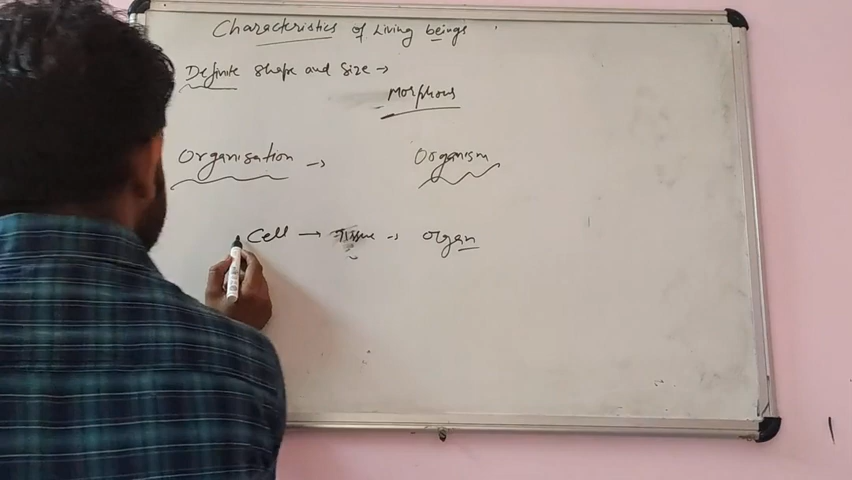 Characteristics of Living beings
Definite shape and size →
Morphous
Organisation → Organism
Cell → Tissue → Organ